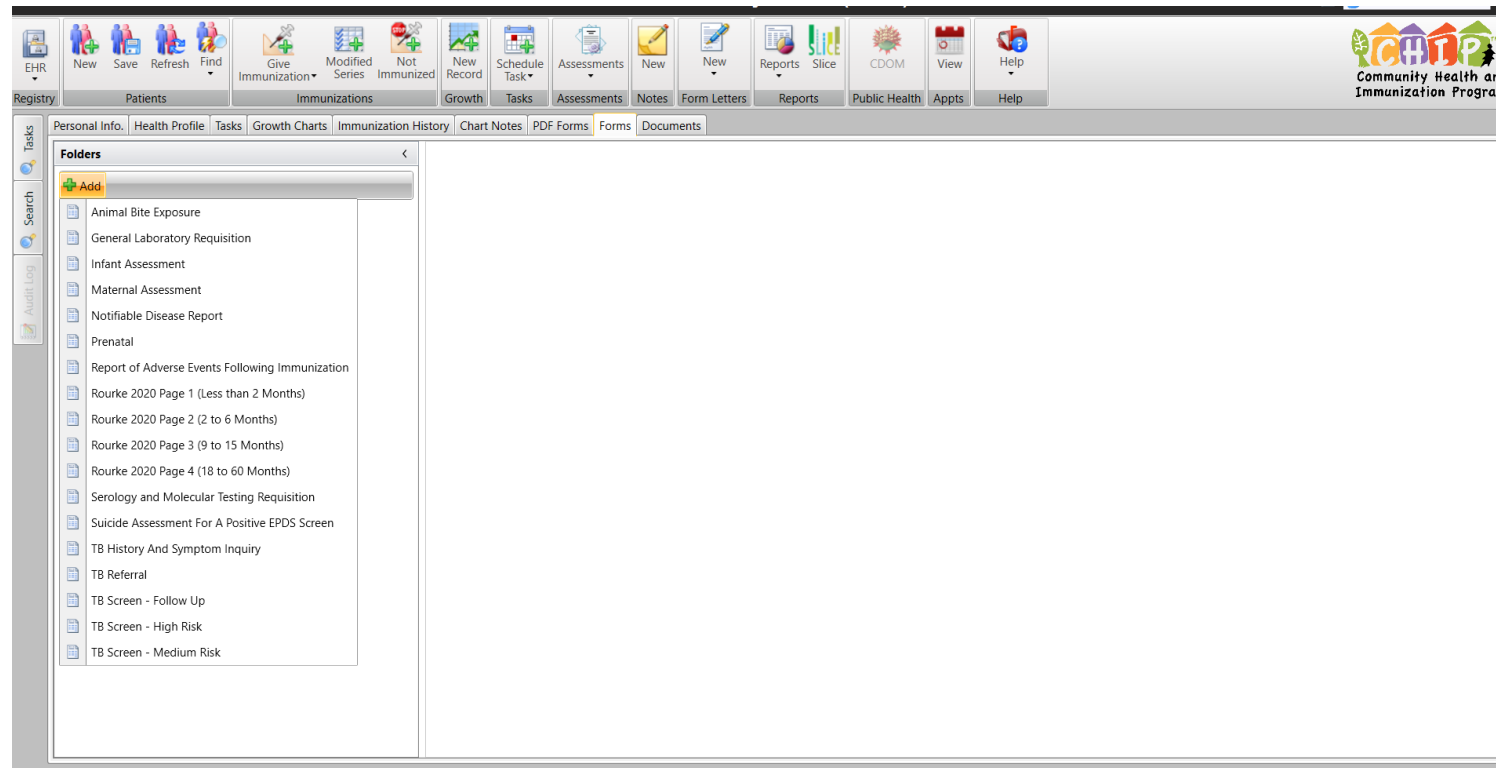 EHR
New
Save
Refresh
Find
Give
Immunization
Modified
Series
Not
Immunized
New
Record
Schedule
Task
Assessments
New
New
Reports
Slice
CDOM
View
Help
Registry
Patients
Immunizations
Growth
Tasks
Assessments
Notes
Form Letters
Reports
Public Health
Appts
Help
CHIP
Community Health an
Immunization Progra
Tasks
Search
Audit Log
Personal Info.
Health Profile
Tasks
Growth Charts
Immunization History
Chart Notes
PDF Forms
Forms
Documents
Folders
Add
Animal Bite Exposure
General Laboratory Requisition
Infant Assessment
Maternal Assessment
Notifiable Disease Report
Prenatal
Report of Adverse Events Following Immunization
Rourke 2020 Page 1 (Less than 2 Months)
Rourke 2020 Page 2 (2 to 6 Months)
Rourke 2020 Page 3 (9 to 15 Months)
Rourke 2020 Page 4 (18 to 60 Months)
Serology and Molecular Testing Requisition
Suicide Assessment For A Positive EPDS Screen
TB History And Symptom Inquiry
TB Referral
TB Screen - Follow Up
TB Screen - High Risk
TB Screen - Medium Risk